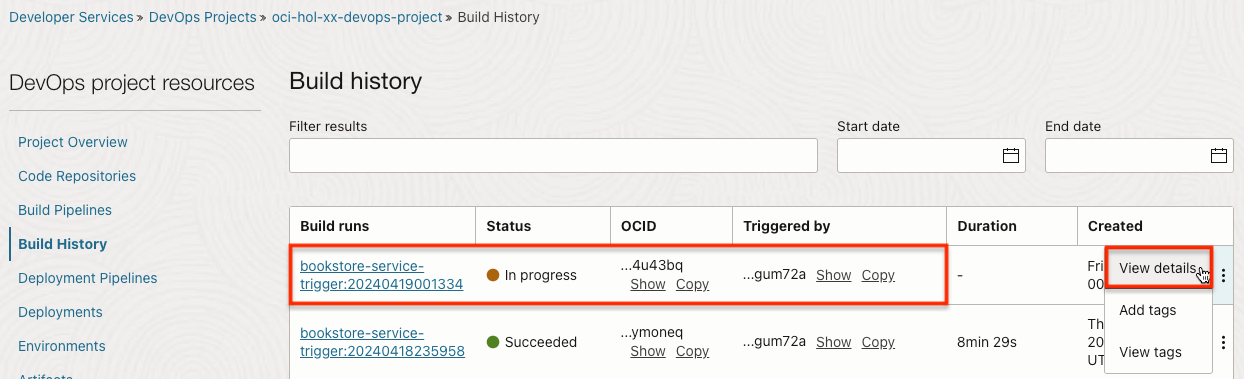 Developer Services » DevOps Projects » oci-hol-xx-devops-project » Build History
DevOps project resources
Project Overview
Code Repositories
Build Pipelines
Build History
Deployment Pipelines
Deployments
Environments
Artifacts
Build history
Filter results
Start date
End date
Build runs Status OCID Triggered by Duration Created
bookstore-service-
trigger:20240419001334
In progress
...4u43bq
Show Copy
...gum72a Show Copy
-
Fri
00
View details
Add tags
View tags
bookstore-service-
trigger:20240418235958
Succeeded
...ymoneq
Show Copy
...gum72a Show Copy
8min 29s
Th
20
UT